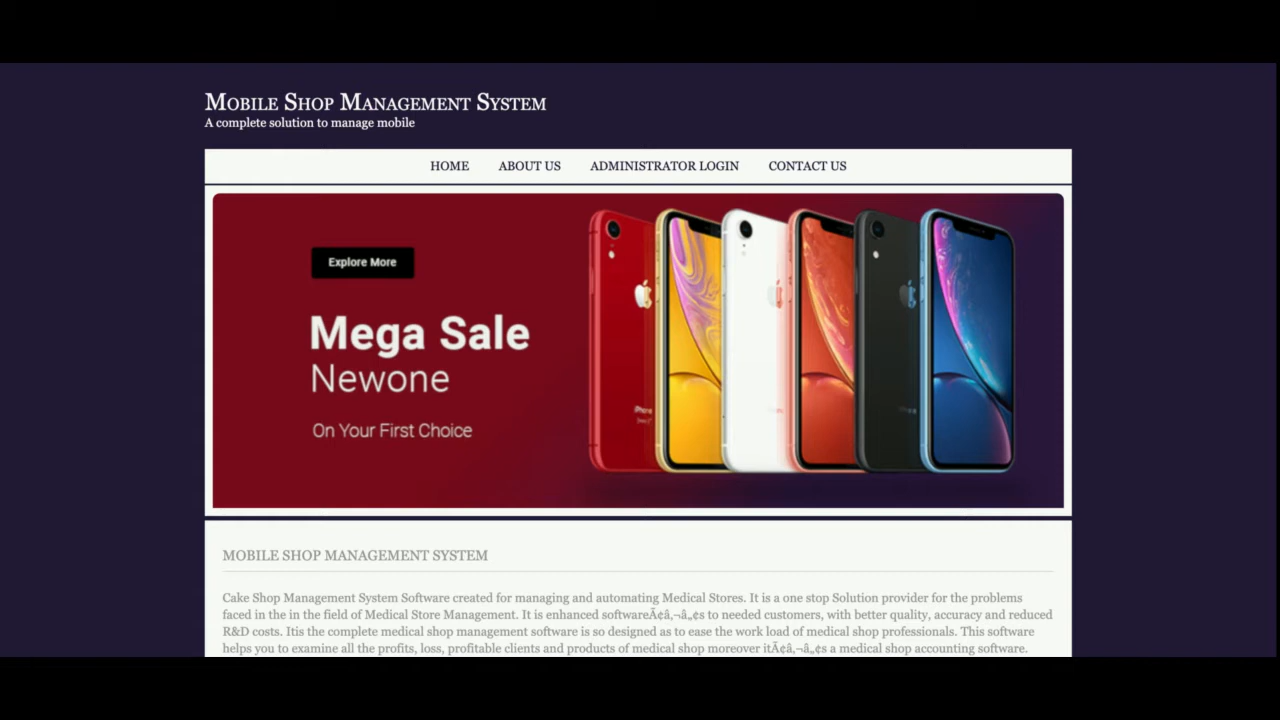 Mobile Shop Management System
A complete solution to manage mobile
HOME ABOUT US ADMINISTRATOR LOGIN CONTACT US
Explore More
Mega Sale
Newone
On Your First Choice
iPhone
MOBILE SHOP MANAGEMENT SYSTEM
Cake Shop Management System Software created for managing and automating Medical Stores. It is a one stop Solution provider for the problems
faced in the in the field of Medical Store Management. It is enhanced softwareÃ¢â‚¬â„¢s to needed customers, with better quality, accuracy and reduced
R&D costs. Itis the complete medical shop management software is so designed as to ease the work load of medical shop professionals. This software
helps you to examine all the profits, loss, profitable clients and products of medical shop moreover itÃ¢â‚¬â„¢s a medical shop accounting software.